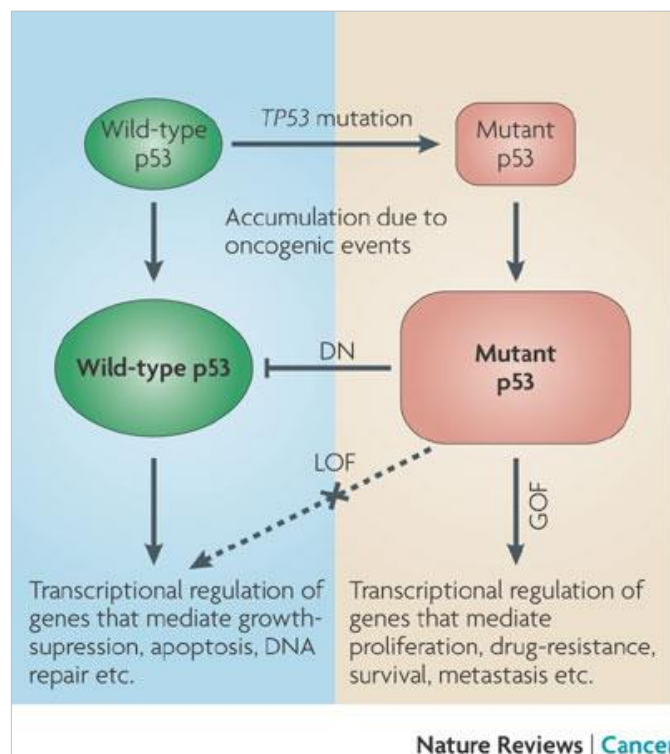 Wild-type
p53
TP53 mutation
Mutant
p53
Accumulation due to
oncogenic events
Wild-type p53
DN
Mutant
p53
LOF
GOF
Transcriptional regulation of
genes that mediate growth-
supression, apoptosis, DNA
repair etc.
Transcriptional regulation of
genes that mediate
proliferation, drug-resistance,
survival, metastasis etc.
Nature Reviews | Cancer